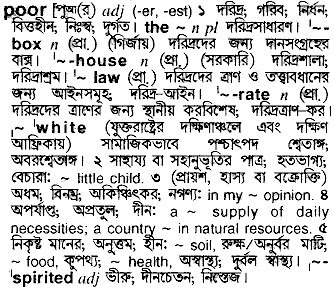 poor [পুঅ(র্)] adj (-er, -est) ১ দরিদ্র; গরিব; নির্ধন;
বিত্তহীন; নিঃস্ব; দুর্গত। the ~ n pl দরিদ্রসাধারণ। '~-
box n (প্রা.) (গির্জায়) দরিদ্রদের জন্য দানসংগ্রহের
বাক্স। '~-house n (প্রা.) (সরকারি) দরিদ্রশালা;
দরিদ্রাশ্রম। '~ law (প্রা.) দরিদ্রদের ত্রাণ ও তত্ত্বাবধানের
জন্য আইনসমূহ; দরিদ্র-আইন। '~-rate n (প্রা.)
দরিদ্রদের ত্রাণের জন্য স্থানীয় করবিশেষ; দরিদ্রত্রাণ-কর।
,~ 'white (যুক্তরাষ্ট্রের দক্ষিণাঞ্চলে এবং দক্ষিণ
আফ্রিকায়) সামাজিকভাবে পশ্চাৎপদ শ্বেতাঙ্গ;
অবরশ্বেতাঙ্গ। ২ সাহায্য বা সহানুভূতির পাত্র; হতভাগ্য;
বেচারা: ~ little child. ৩ (প্রায়শ, হাস্য বা বক্রোক্তি)
অধম; বিনম্র; অকিঞ্চিৎকর; নগণ্য: in my ~ opinion. ৪
অপর্যাপ্ত; অপ্রতুল; দীন: a ~ supply of daily
necessities; a country ~ in natural resources. ৫
নিকৃষ্ট মানের; অনুত্তম; হীন: ~ soil, রুক্ষ/অনুর্বর মাটি;
~ food, কুপথ্য; ~ health, অস্বাস্থ্য; দুর্বল স্বাস্থ্য। ,~-
'spirited adj ভীরু; দীনচেতন; নিস্তেজ।